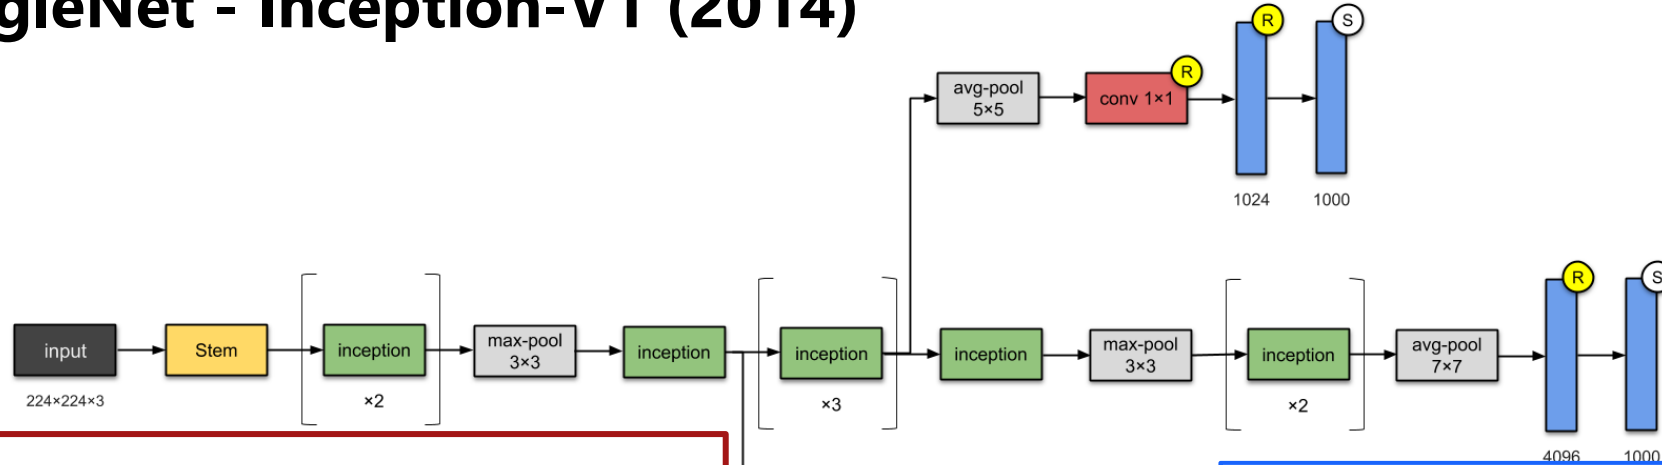 gleNet - Inception-V1 (2014)
R
S
avg-pool
5×5
R
conv 1×1
1024
1000
input
224×224×3
Stem
inception
×2
max-pool
3×3
inception
inception
×3
inception
max-pool
3×3
inception
×2
avg-pool
7×7
R
S
4096
1000